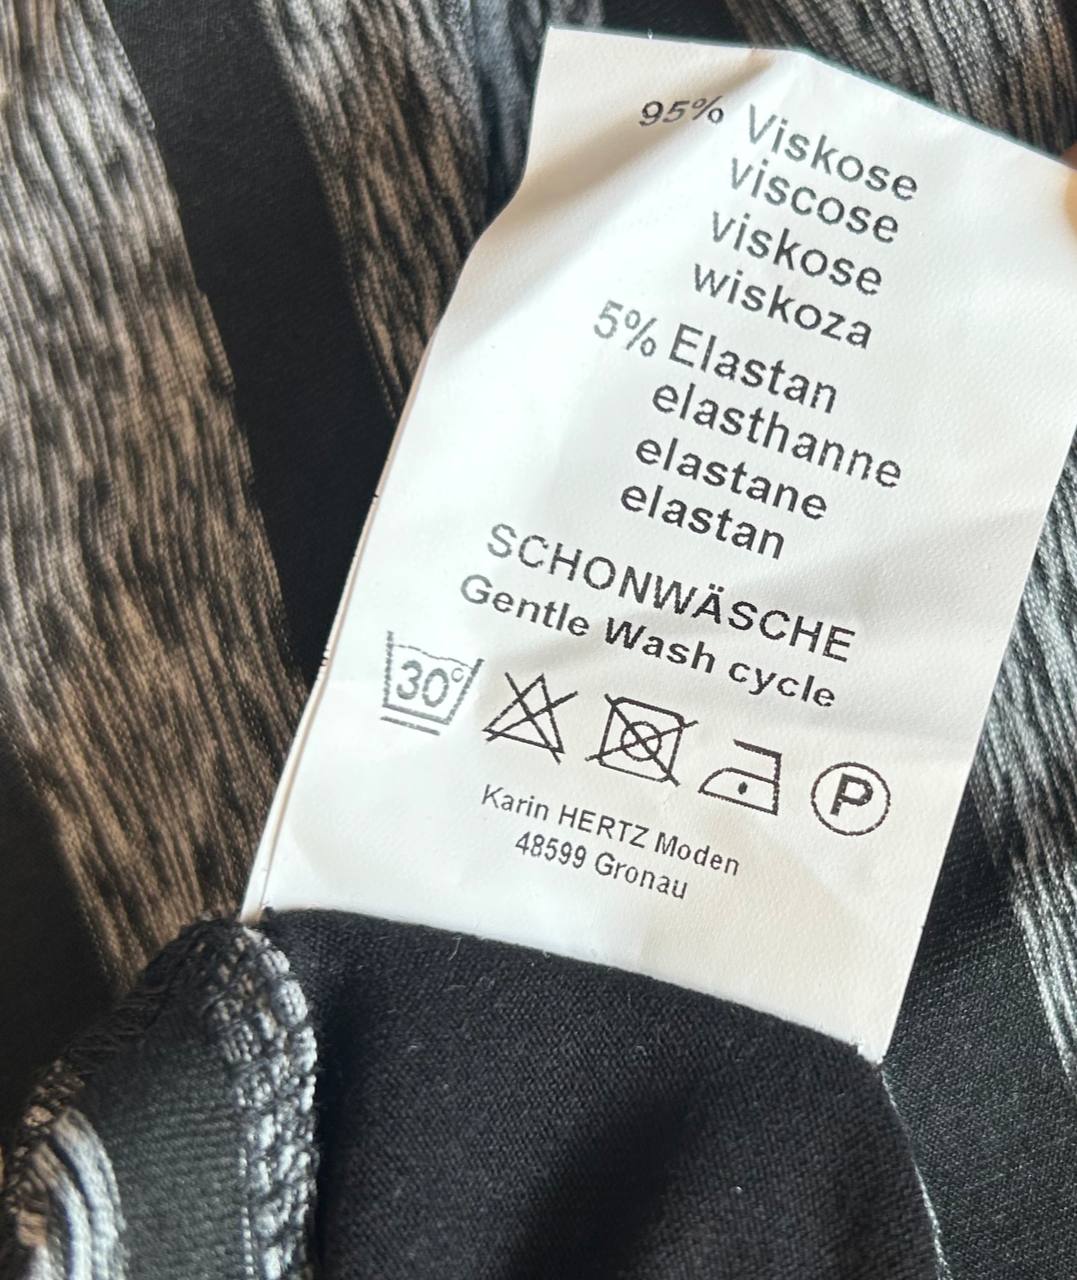 95% Viskose
viscose
viskose
wiskoza
5% Elastan
elasthanne
elastane
elastan
SCHONWÄSCHE
Gentle Wash cycle
30° P
Karin HERTZ Moden
48599 Gronau